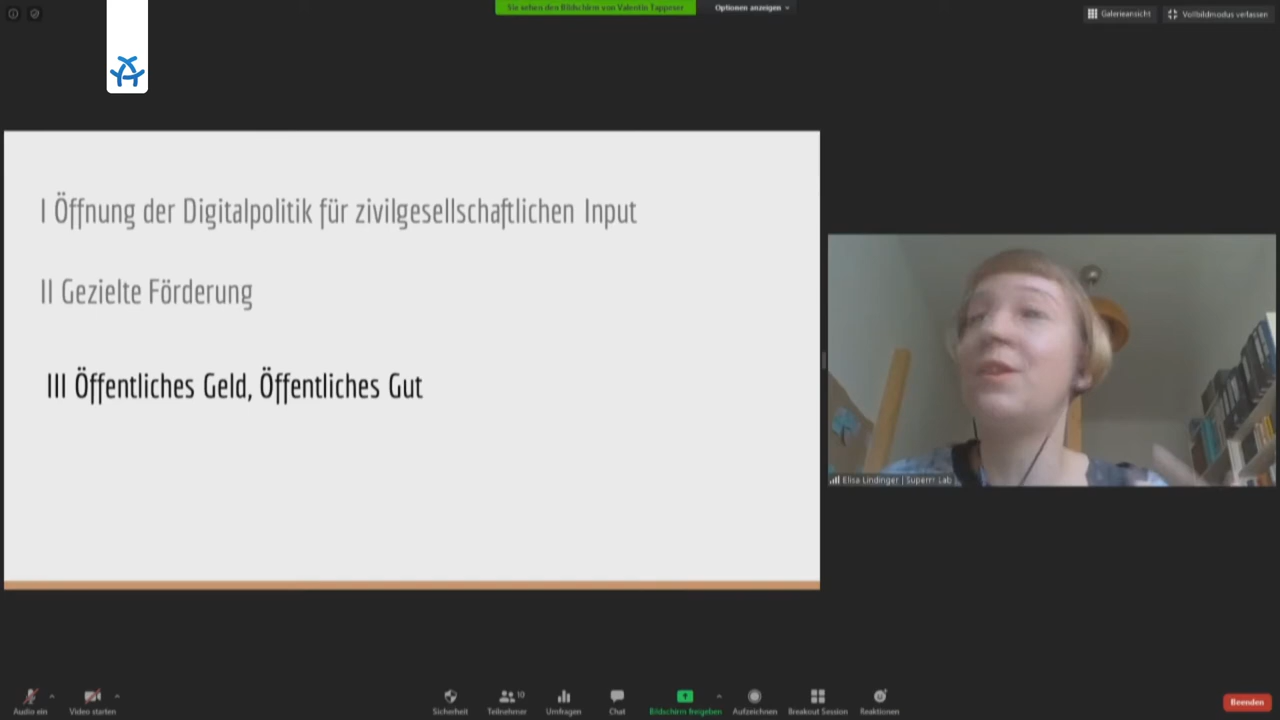 Sie sehen den Bildschirm von Valentin Tappeser
Optionen anzeigen
Galerieansicht
Vollbildmodus verlassen
I Öffnung der Digitalpolitik für zivilgesellschaftlichen Input
II Gezielte Förderung
III Öffentliches Geld, Öffentliches Gut
Elisa Lindinger | Superrr Lab
Audio ein
Video starten
Sicherheit
10
Teilnehmer
Umfragen
Chat
Bildschirm freigeben
Aufzeichnen
Breakout Session
Reaktionen
Beenden